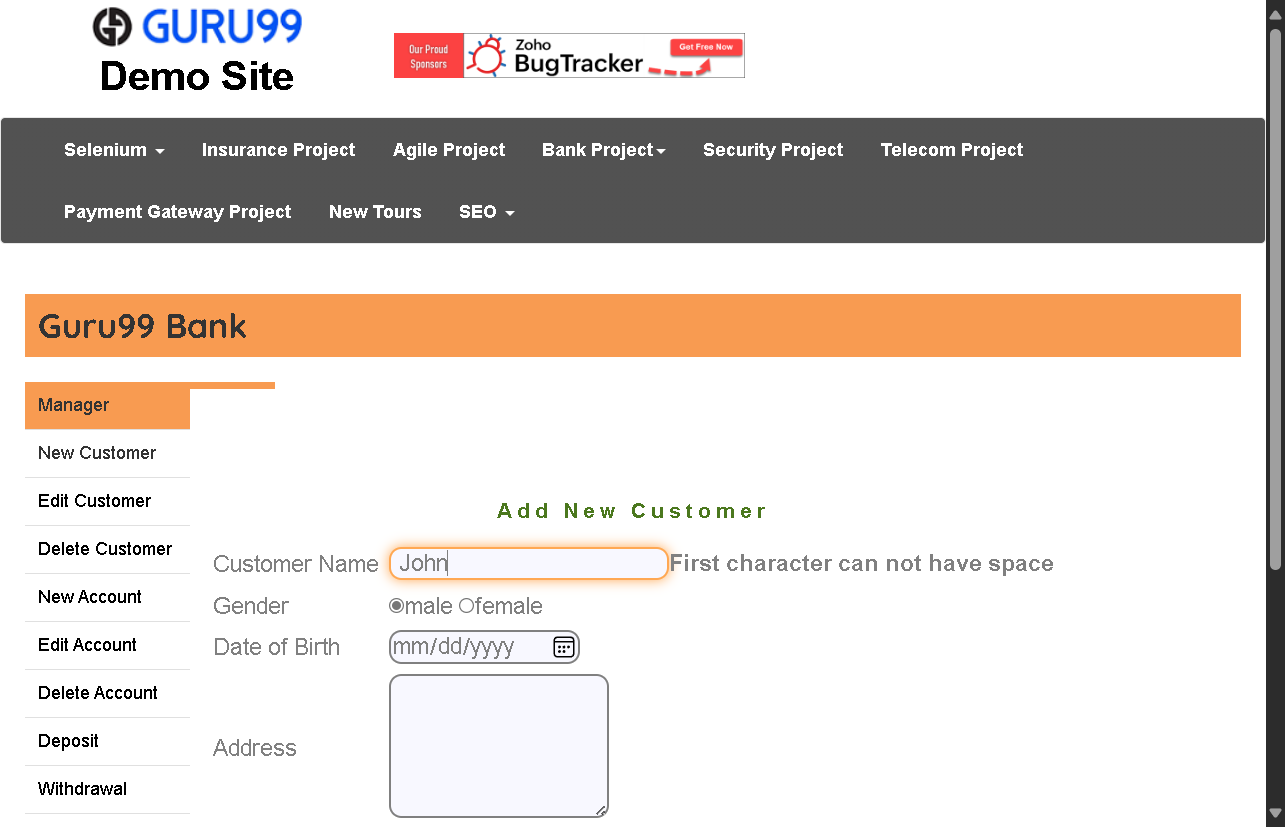 GURU99
Demo Site
Our Proud
Sponsors
Zoho
BugTracker
Get Free Now
Selenium
Insurance Project
Agile Project
Bank Project
Security Project
Telecom Project
Payment Gateway Project
New Tours
SEO
Guru99 Bank
Manager
New Customer
Edit Customer
Delete Customer
New Account
Edit Account
Delete Account
Deposit
Withdrawal
Add New Customer
Customer Name John First character can not have space
Gender male female
Date of Birth mm/dd/yyyy
Address